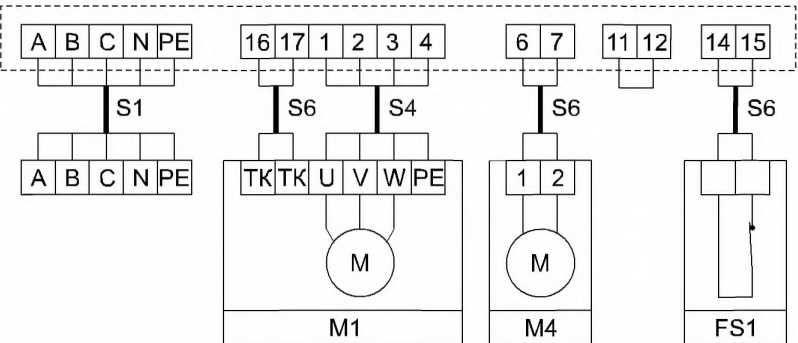 A B C N PE 16 17 1 2 3 4 6 7 11 12 14 15
S1 S6 S4 S6 S6
A B C N PE TK TK U V W PE 1 2
M M
M1 M4 FS1